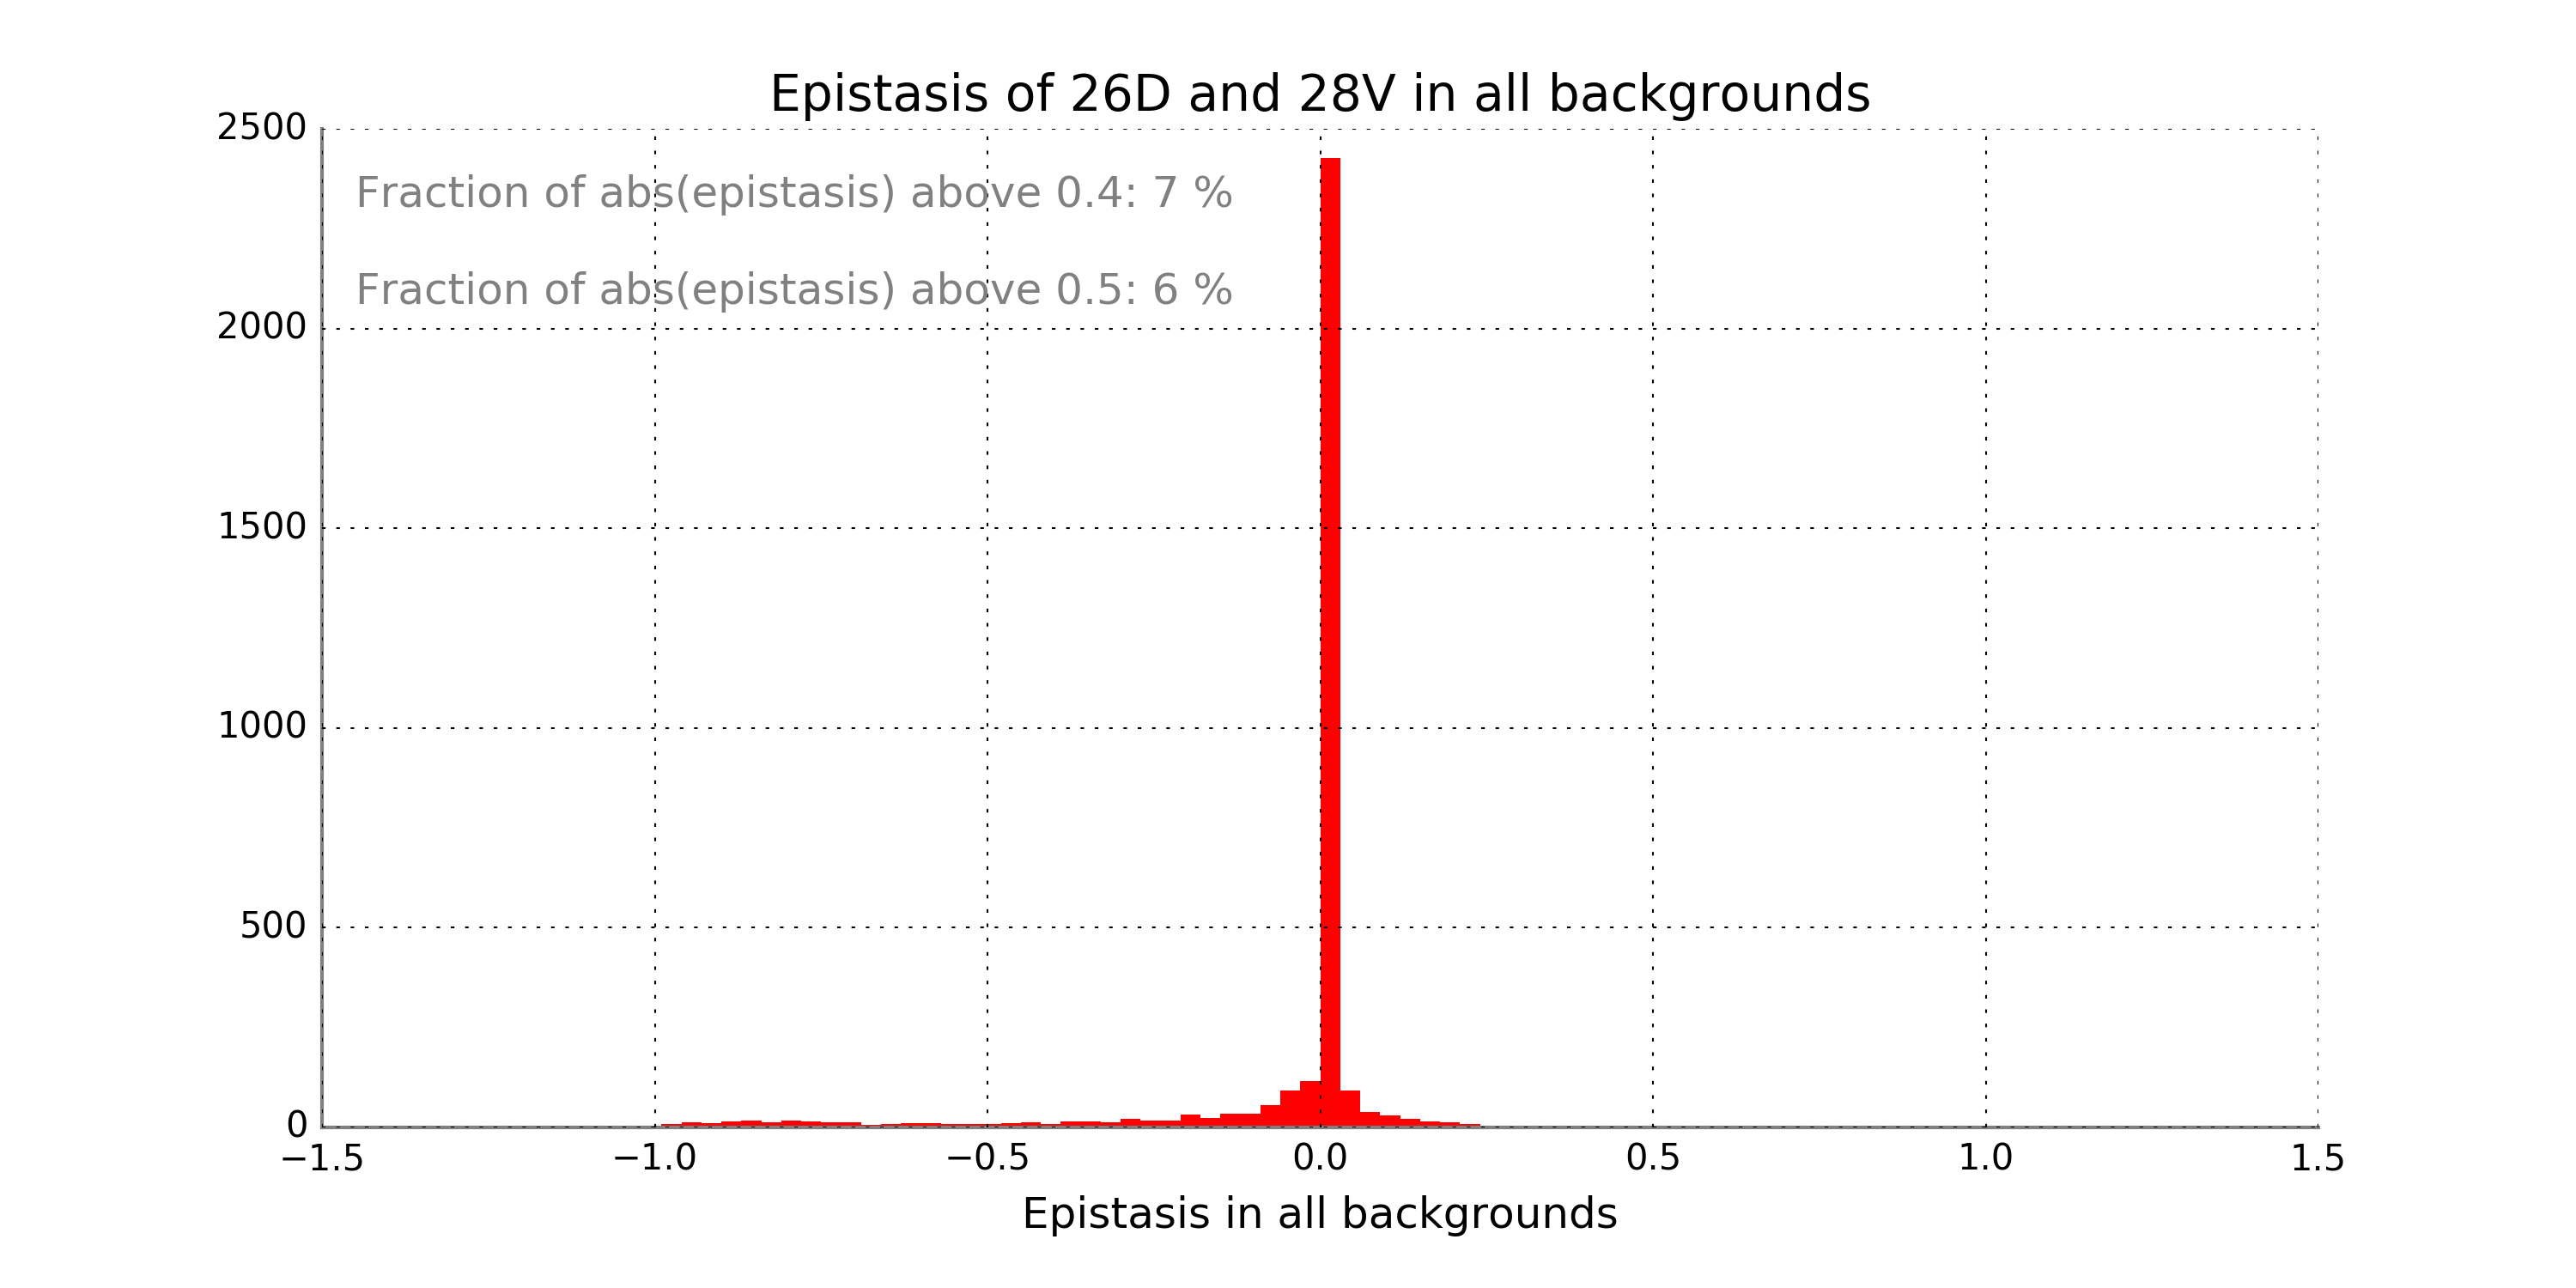 Epistasis of 26D and 28V in all backgrounds
2500
Fraction of abs(epistasis) above 0.4: 7 %
Fraction of abs(epistasis) above 0.5: 6 %
2000
1500
1000
500
0
−1.5 −1.0 −0.5 0.0 0.5 1.0 1.5
Epistasis in all backgrounds